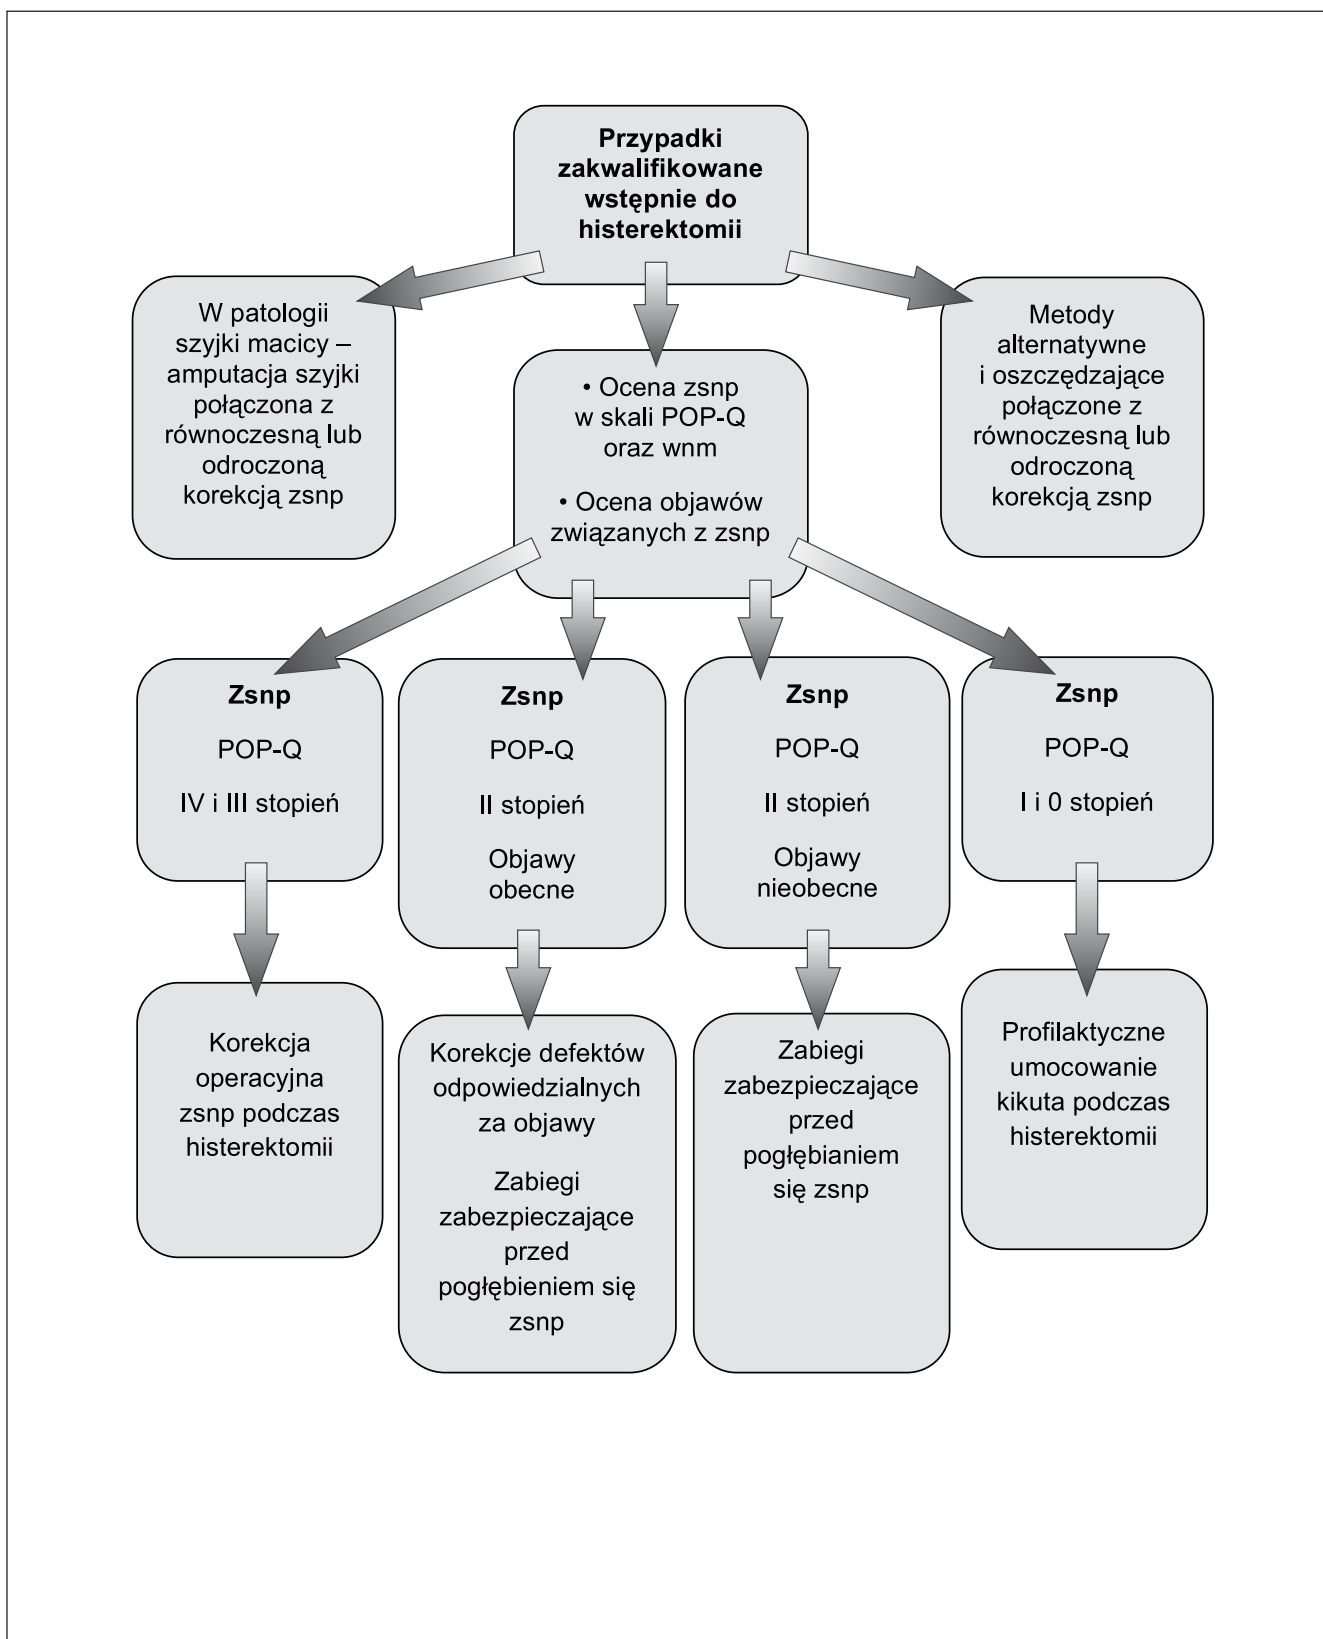 Przypadki
zakwalifikowane
wstępnie do
histerektomii
W patologii
szyjki macicy –
amputacja szyjki
połączona z
równoczesną lub
odroczoną
korekcją zsnp
• Ocena zsnp
w skali POP-Q
oraz wnm
• Ocena objawów
związanych z zsnp
Metody
alternatywne
i oszczędzające
połączone z
równoczesną lub
odroczoną
korekcją zsnp
Zsnp
POP-Q
IV i III stopień
Zsnp
POP-Q
II stopień
Objawy
obecne
Zsnp
POP-Q
II stopień
Objawy
nieobecne
Zsnp
POP-Q
I i 0 stopień
Korekcja
operacyjna
zsnp podczas
histerektomii
Korekcje defektów
odpowiedzialnych
za objawy
Zabiegi
zabezpieczające
przed
pogłębieniem się
zsnp
Zabiegi
zabezpieczające
przed
pogłębianiem
się zsnp
Profilaktyczne
umocowanie
kikuta podczas
histerektomii